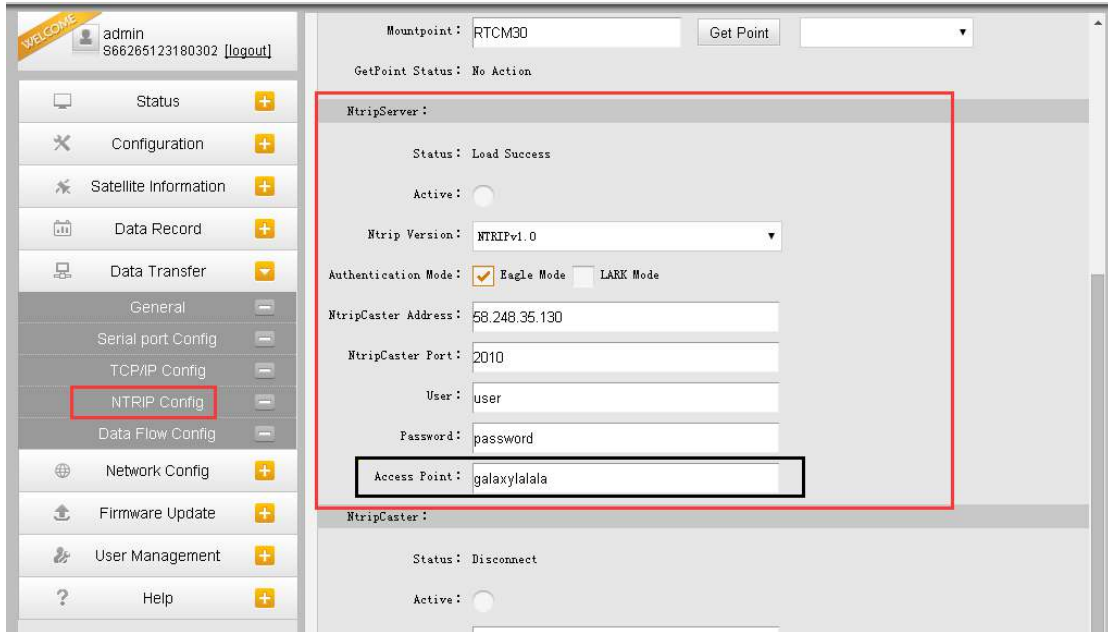 WELCOME
admin
S66265123180302 [logout]
Status
Configuration
Satellite Information
Data Record
Data Transfer
General
Serial port Config
TCP/IP Config
NTRIP Config
Data Flow Config
Network Config
Firmware Update
User Management
? Help
Mountpoint: RTCM30 Get Point
GetPoint Status: No Action
NtripServer:
Status: Load Success
Active:
Ntrip Version: NTRIPv1.0
Authentication Mode: Eagle Mode LARK Mode
NtripCaster Address: 58.248.35.130
NtripCaster Port: 2010
User: user
Password: password
Access Point: galaxylalala
NtripCaster:
Status: Disconnect
Active: